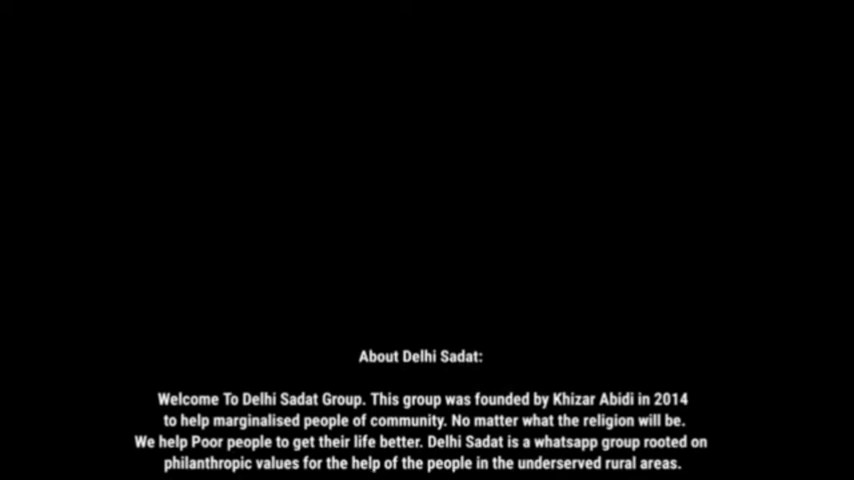 About Delhi Sadat:
Welcome To Delhi Sadat Group. This group was founded by Khizar Abidi in 2014
to help marginalised people of community. No matter what the religion will be.
We help Poor people to get their life better. Delhi Sadat is a whatsapp group rooted on
philanthropic values for the help of the people in the underserved rural areas.